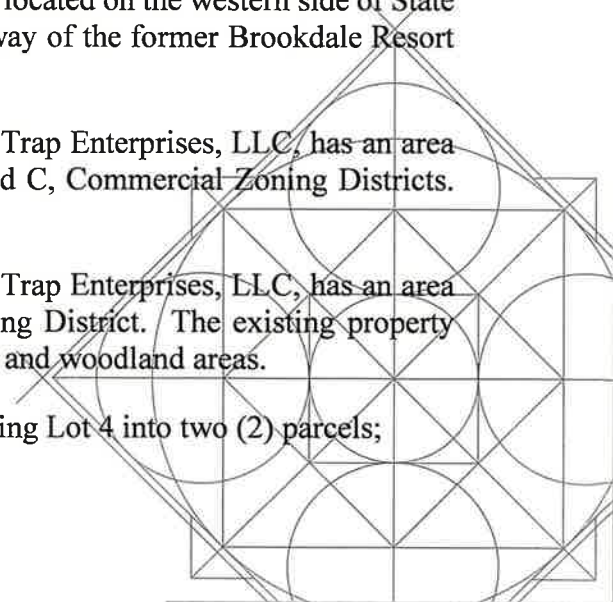 located on the western side of State
way of the former Brookdale Resort
Trap Enterprises, LLC, has an area
d C, Commercial Zoning Districts.
Trap Enterprises, LLC, has an area
ng District. The existing property
and woodland areas.
ing Lot 4 into two (2) parcels;